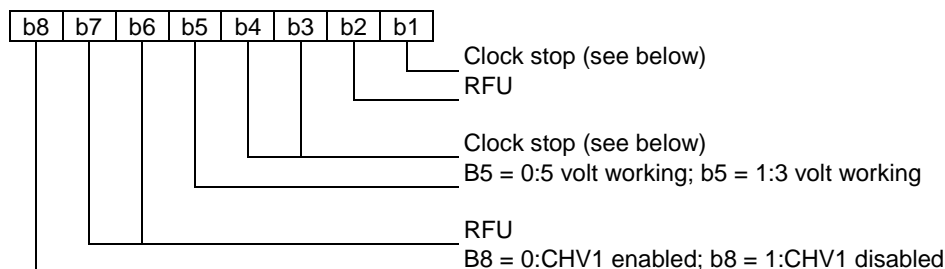 b8 b7 b6 b5 b4 b3 b2 b1
Clock stop (see below)
RFU
Clock stop (see below)
B5 = 0:5 volt working; b5 = 1:3 volt working
RFU
B8 = 0:CHV1 enabled; b8 = 1:CHV1 disabled